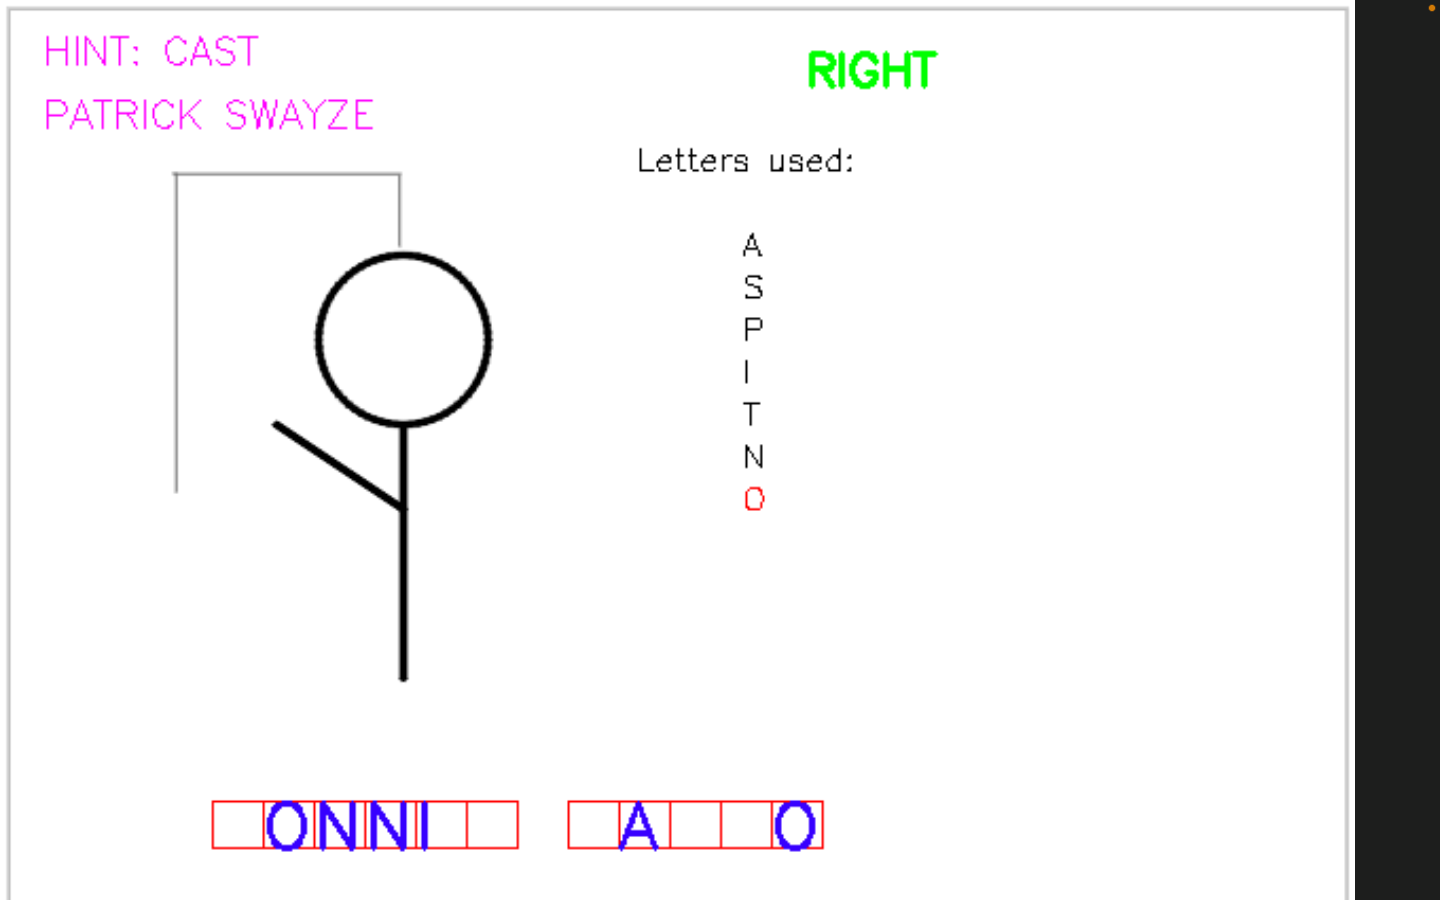 HINT: CAST
PATRICK SWAYZE
RIGHT
Letters used:
A
S
P
I
T
N
O
ONNI A O